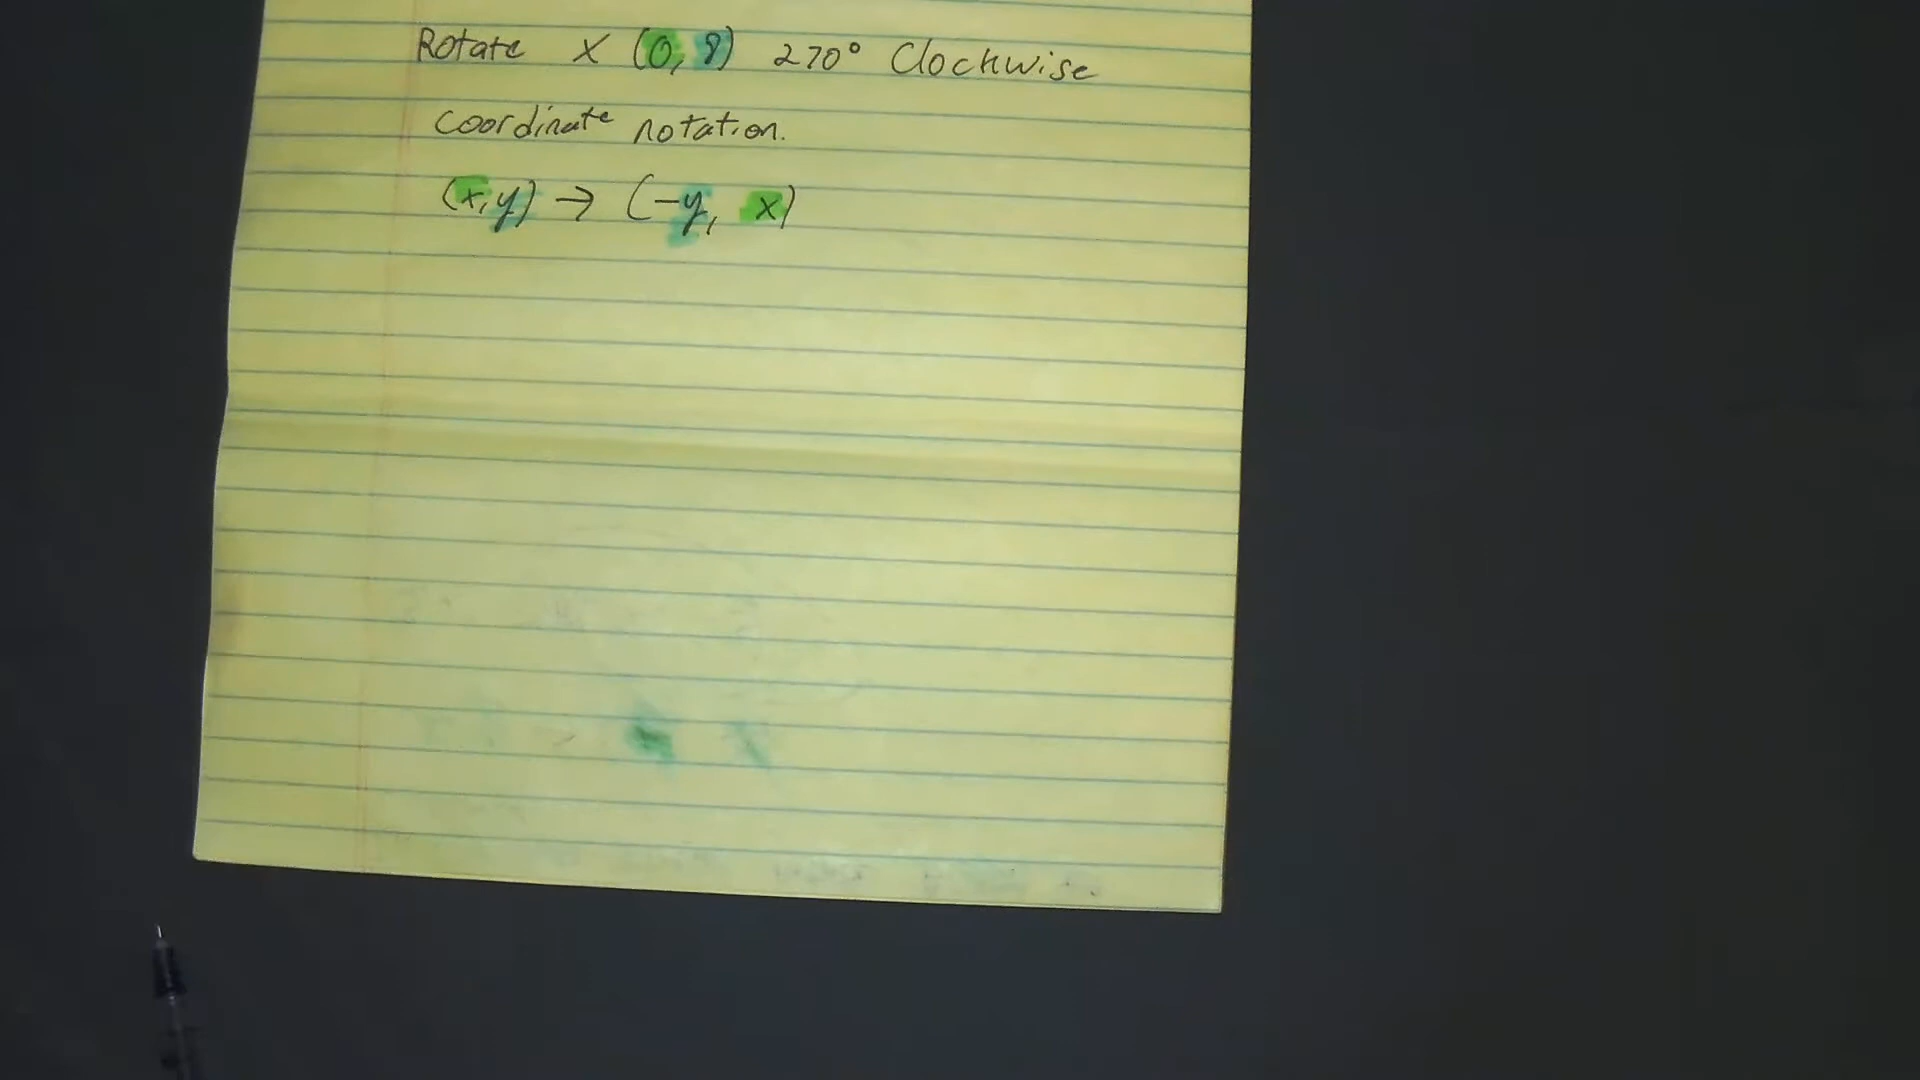 Rotate X (0, 8) 270° Clockwise
coordinate notation.
(x,y) → (-y, x)